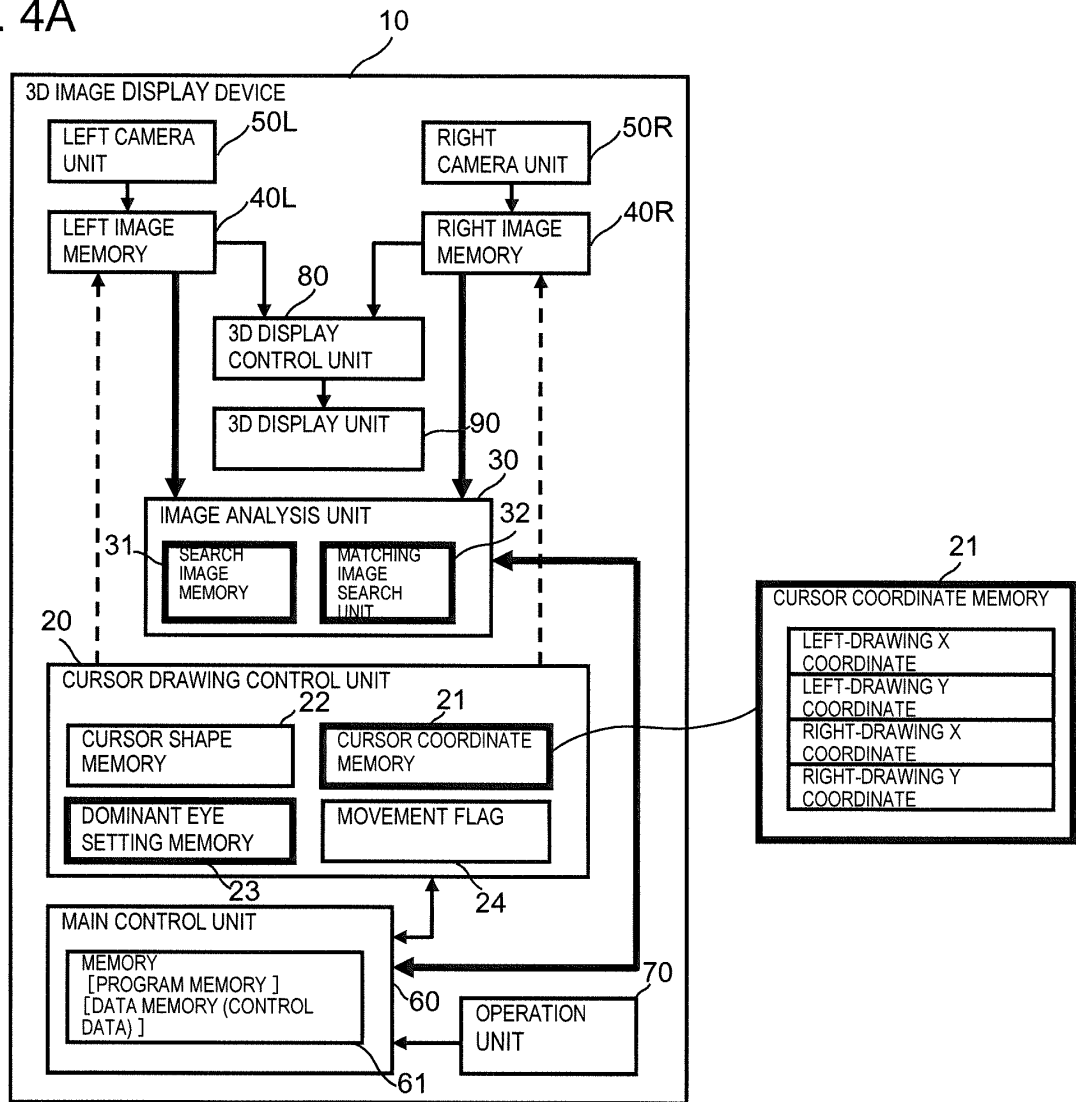 . 4A
10
3D IMAGE DISPLAY DEVICE
LEFT CAMERA
UNIT
50L
RIGHT
CAMERA UNIT
50R
LEFT IMAGE
MEMORY
40L
RIGHT IMAGE
MEMORY
40R
80
3D DISPLAY
CONTROL UNIT
3D DISPLAY UNIT
90
30
IMAGE ANALYSIS UNIT
32
31
SEARCH
IMAGE
MEMORY
MATCHING
IMAGE
SEARCH
UNIT
20
CURSOR DRAWING CONTROL UNIT
22
21
CURSOR SHAPE
MEMORY
CURSOR COORDINATE
MEMORY
DOMINANT EYE
SETTING MEMORY
MOVEMENT FLAG
23
24
MAIN CONTROL UNIT
MEMORY
[PROGRAM MEMORY ]
[DATA MEMORY (CONTROL
DATA) ]
60
61
70
OPERATION
UNIT
21
CURSOR COORDINATE MEMORY
LEFT-DRAWING X
COORDINATE
LEFT-DRAWING Y
COORDINATE
RIGHT-DRAWING X
COORDINATE
RIGHT-DRAWING Y
COORDINATE